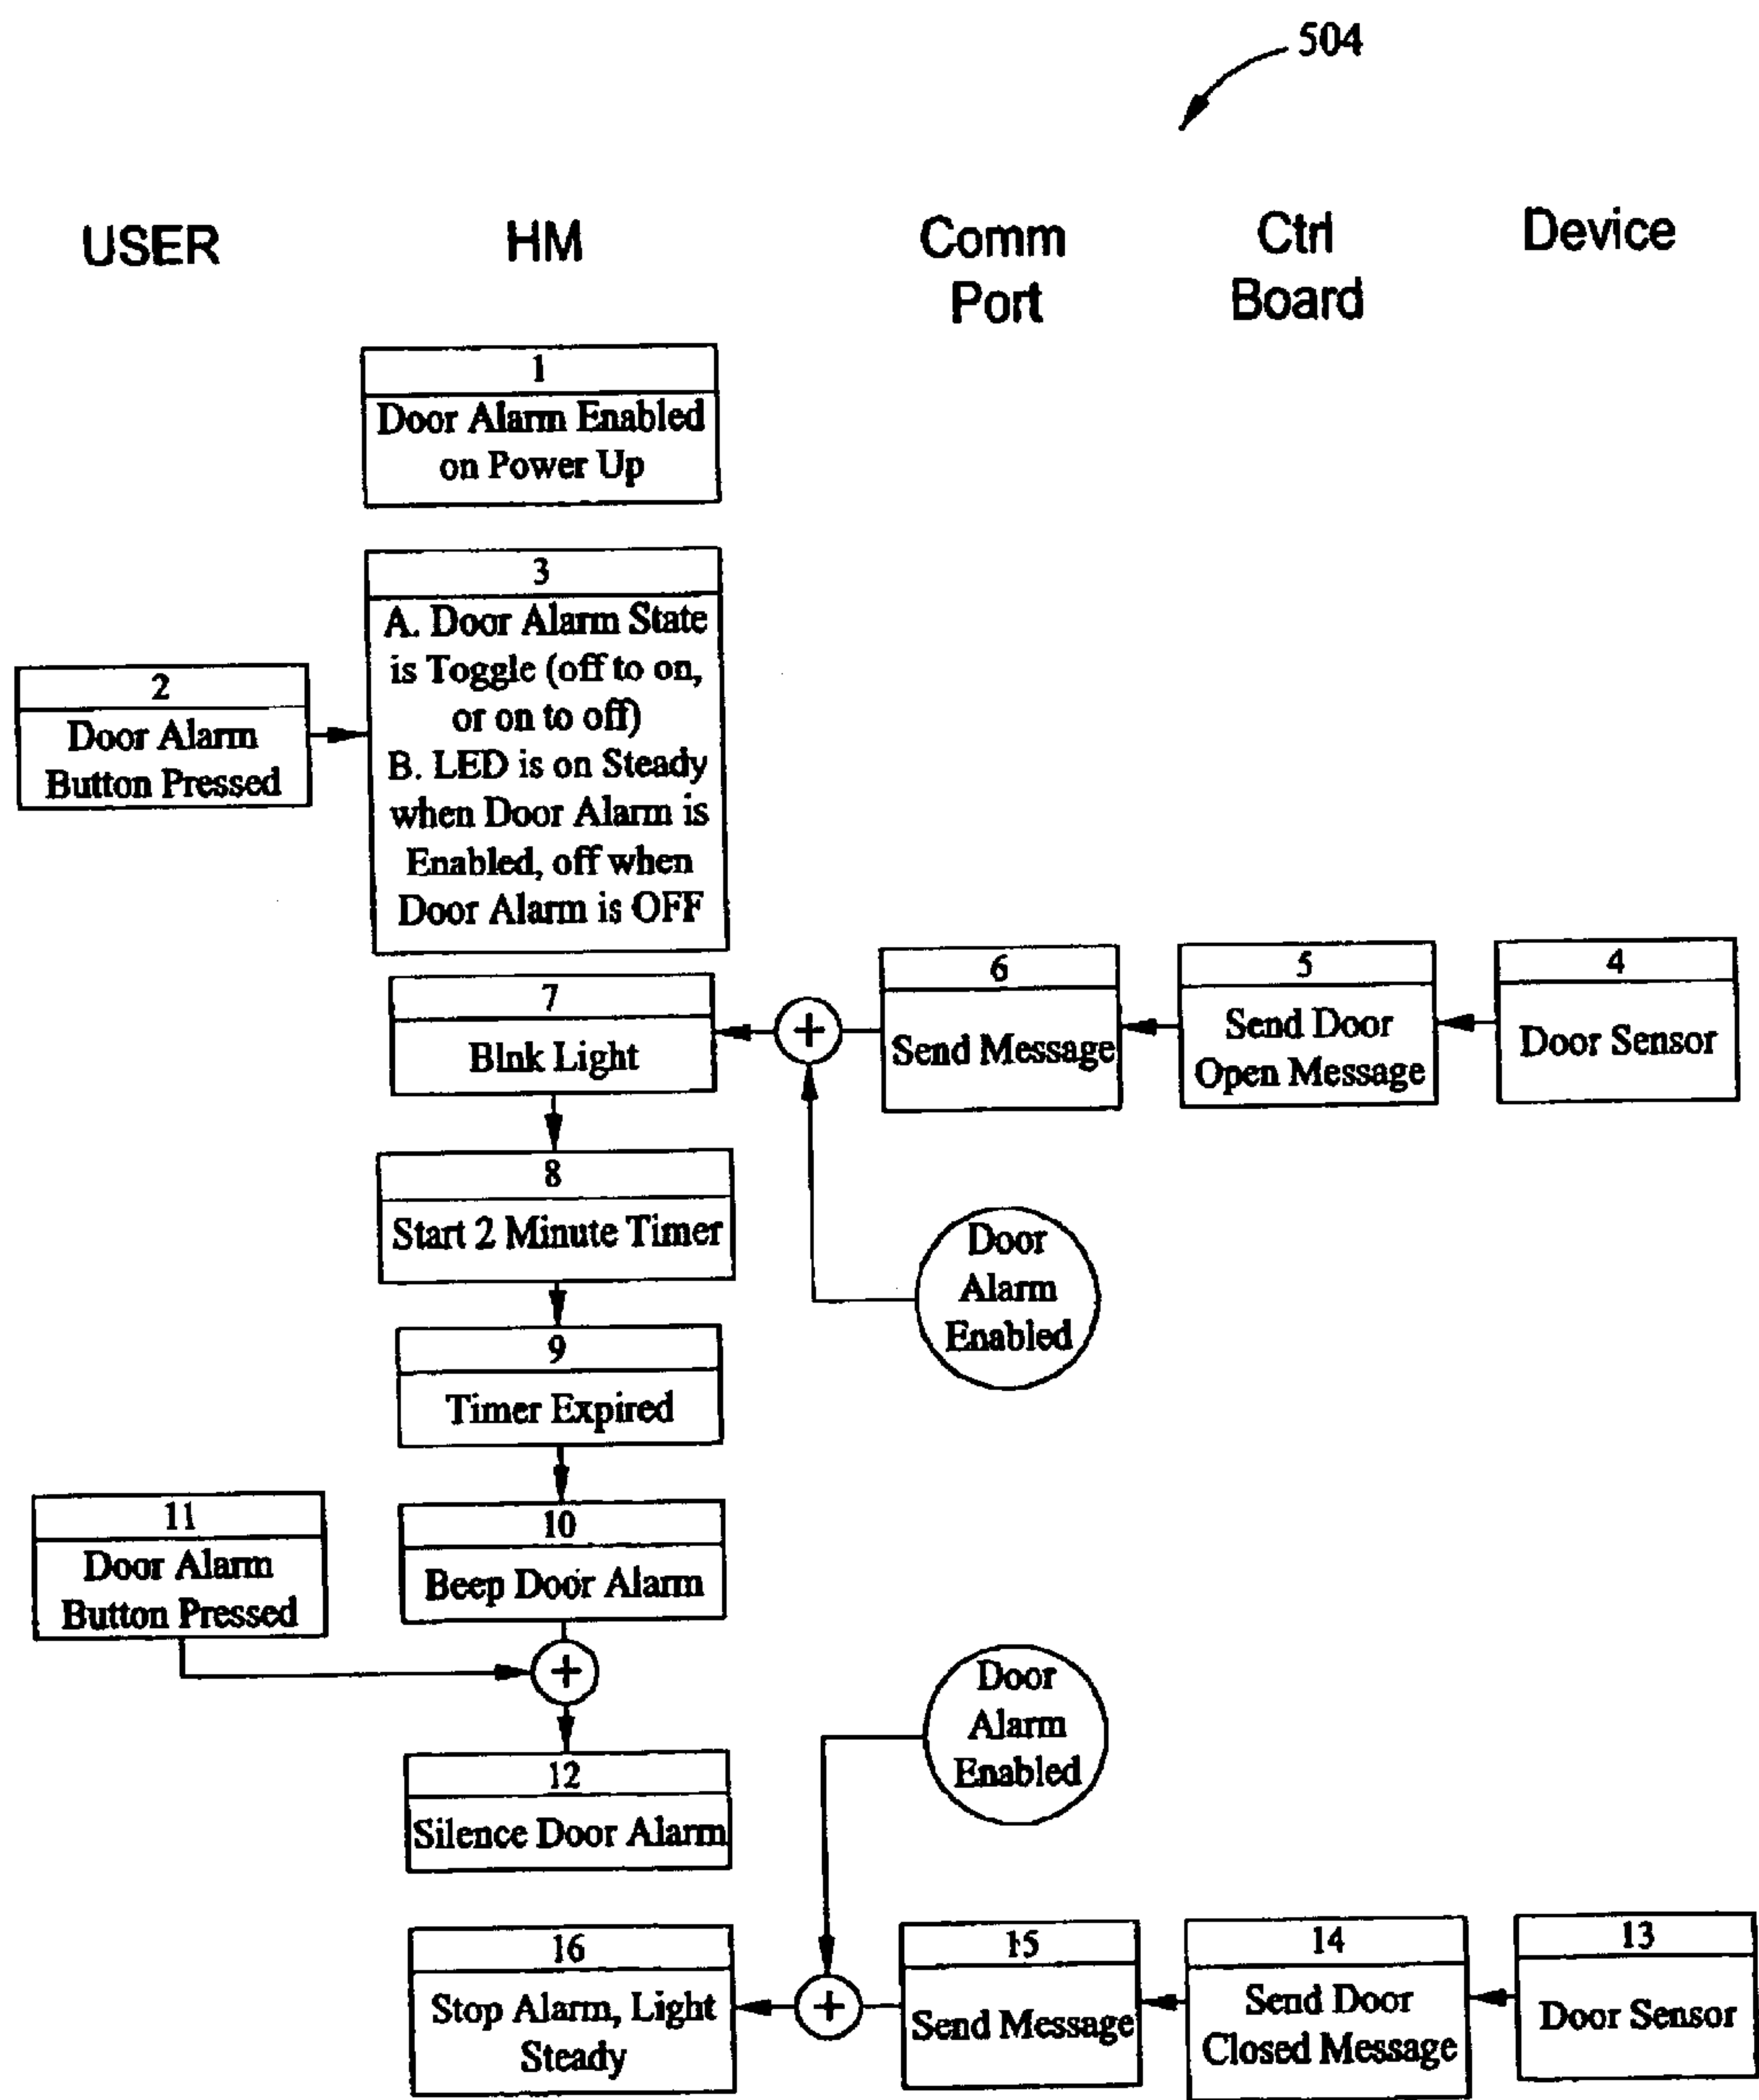 504
USER
HM
Comm
Port
Ctrl
Board
Device
1
Door Alarm Enabled
on Power Up
3
A. Door Alarm State
is Toggle (off to on,
or on to off)
B. LED is on Steady
when Door Alarm is
Enabled, off when
Door Alarm is OFF
2
Door Alarm
Button Pressed
7
Blnk Light
+
6
Send Message
5
Send Door
Open Message
4
Door Sensor
8
Start 2 Minute Timer
Door
Alarm
Enabled
9
Timer Expired
11
Door Alarm
Button Pressed
10
Beep Door Alarm
+
Door
Alarm
Enabled
12
Silence Door Alarm
16
Stop Alarm, Light
Steady
+
15
Send Message
14
Send Door
Closed Message
13
Door Sensor